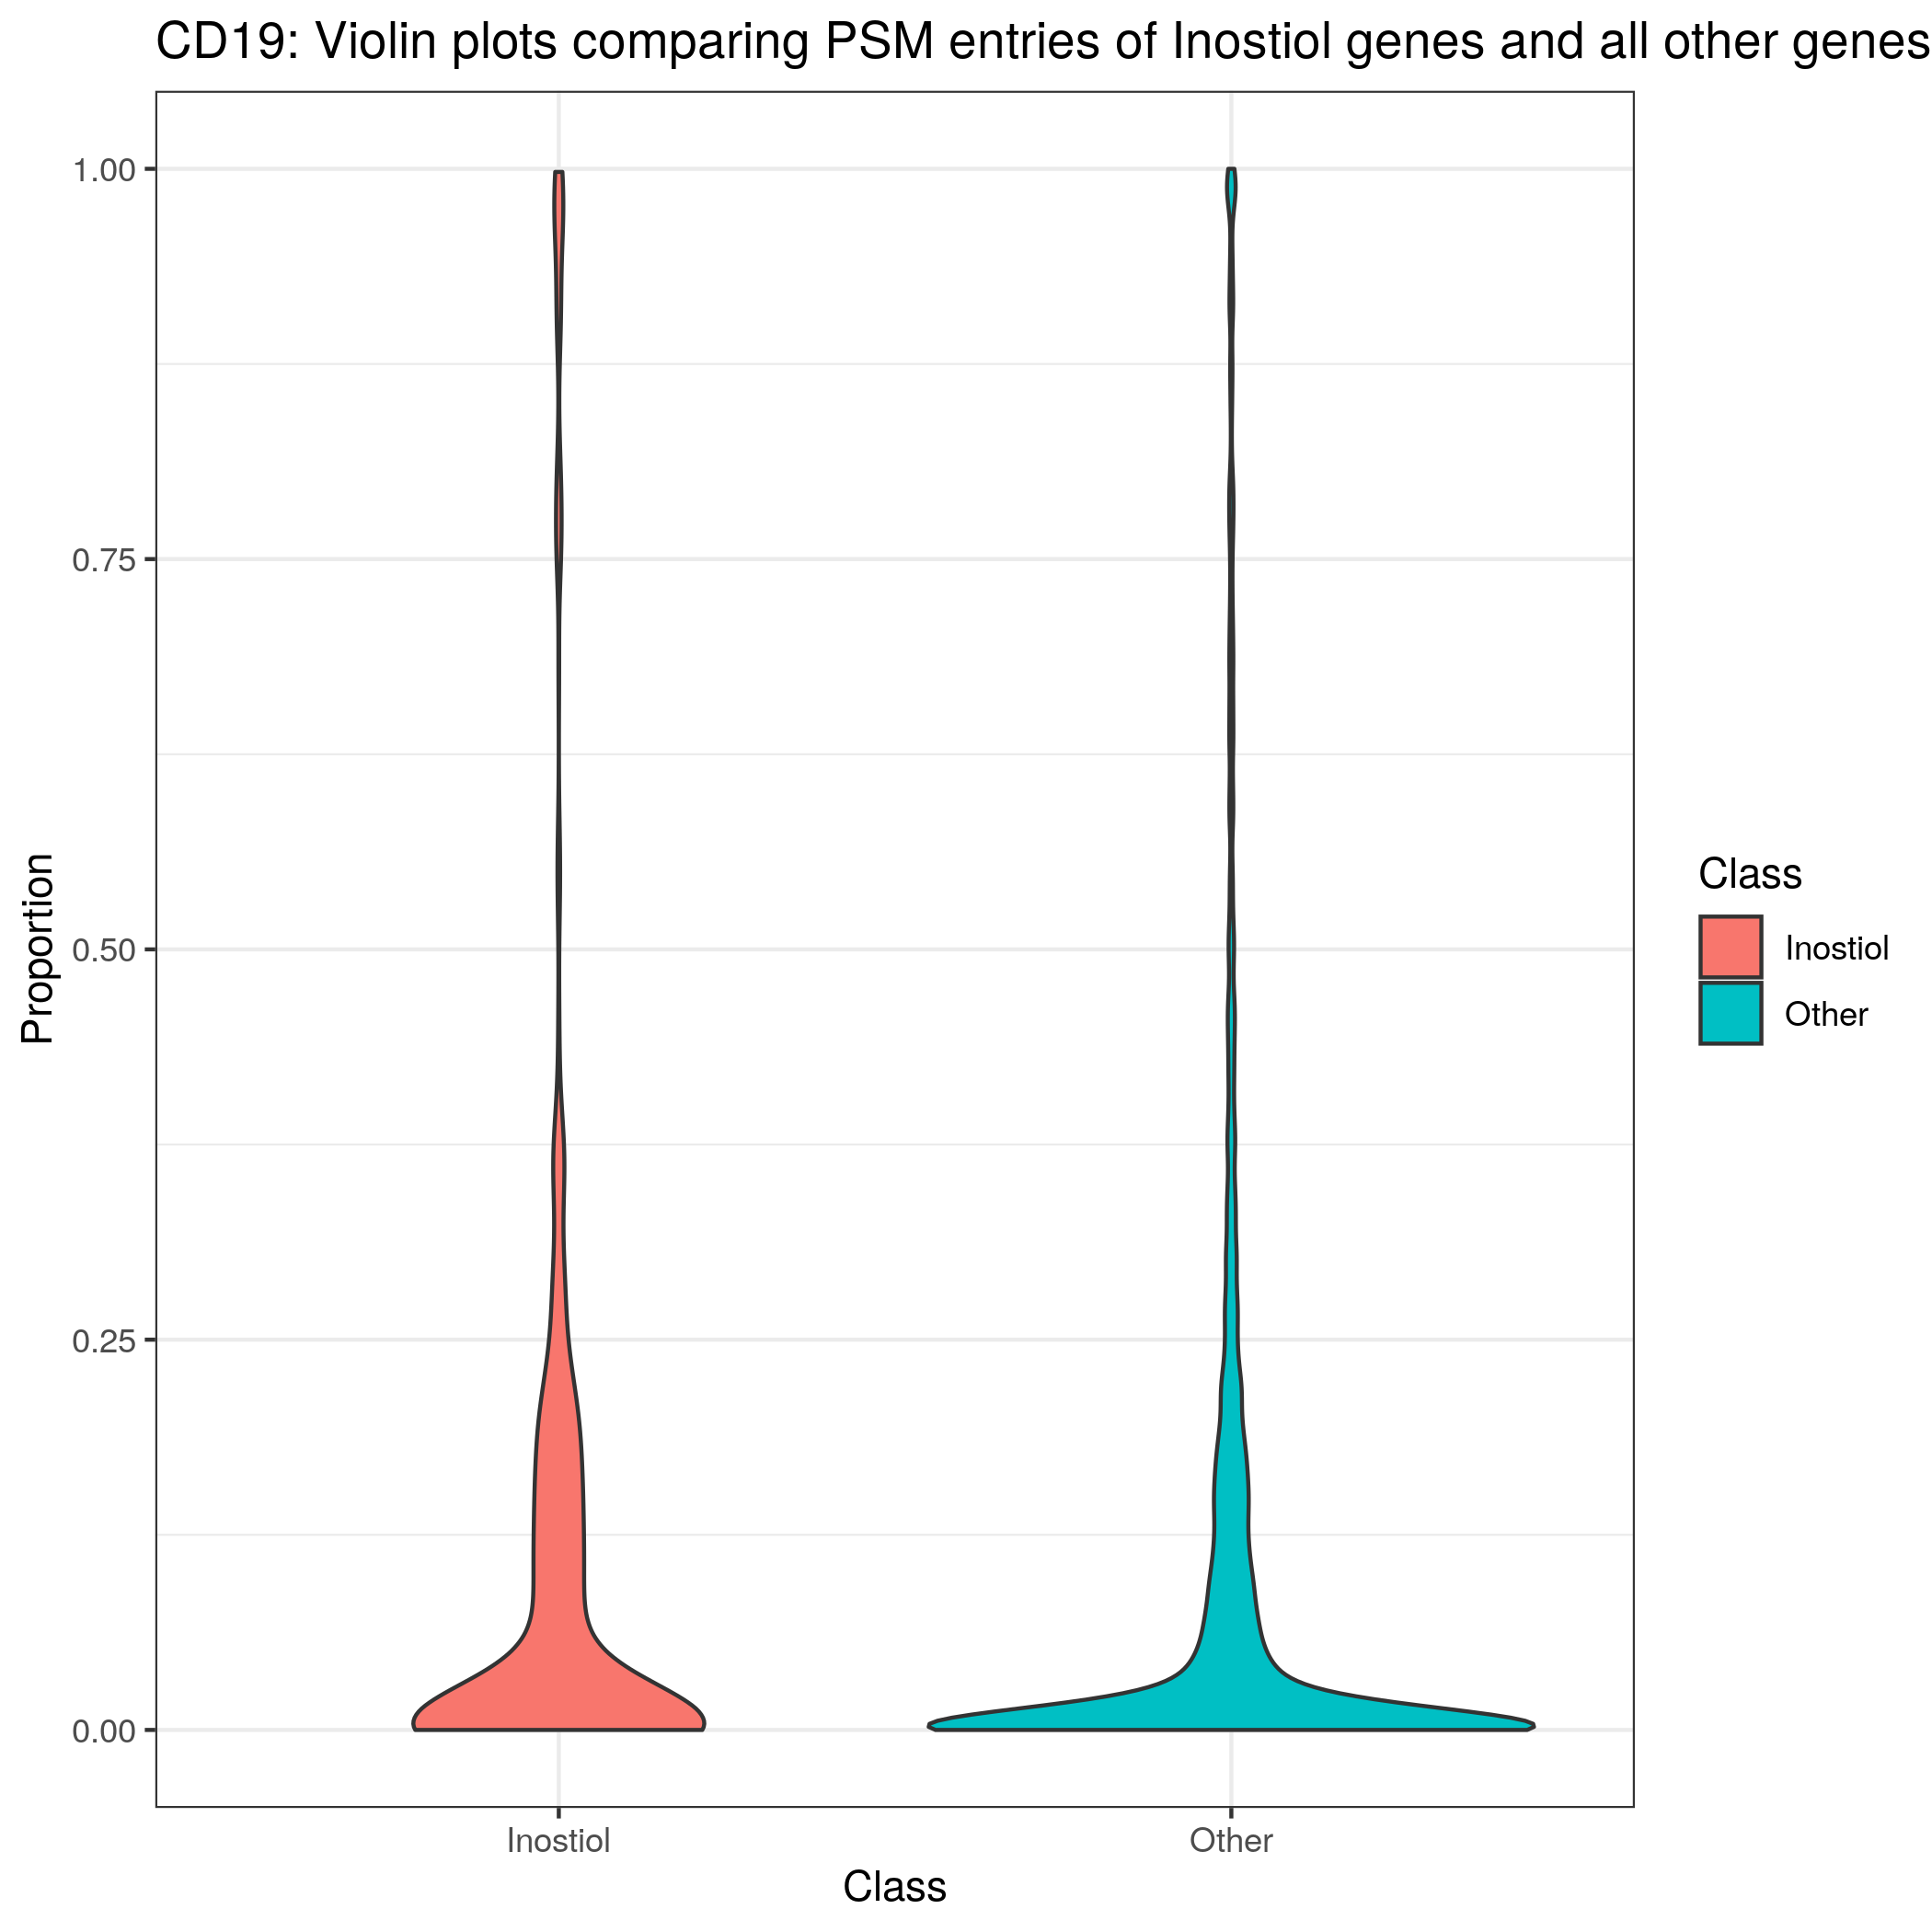 CD19: Violin plots comparing PSM entries of Inostiol genes and all other genes
1.00
0.75
0.50
0.25
0.00
Proportion
Inostiol
Other
Class
Class
Inostiol
Other